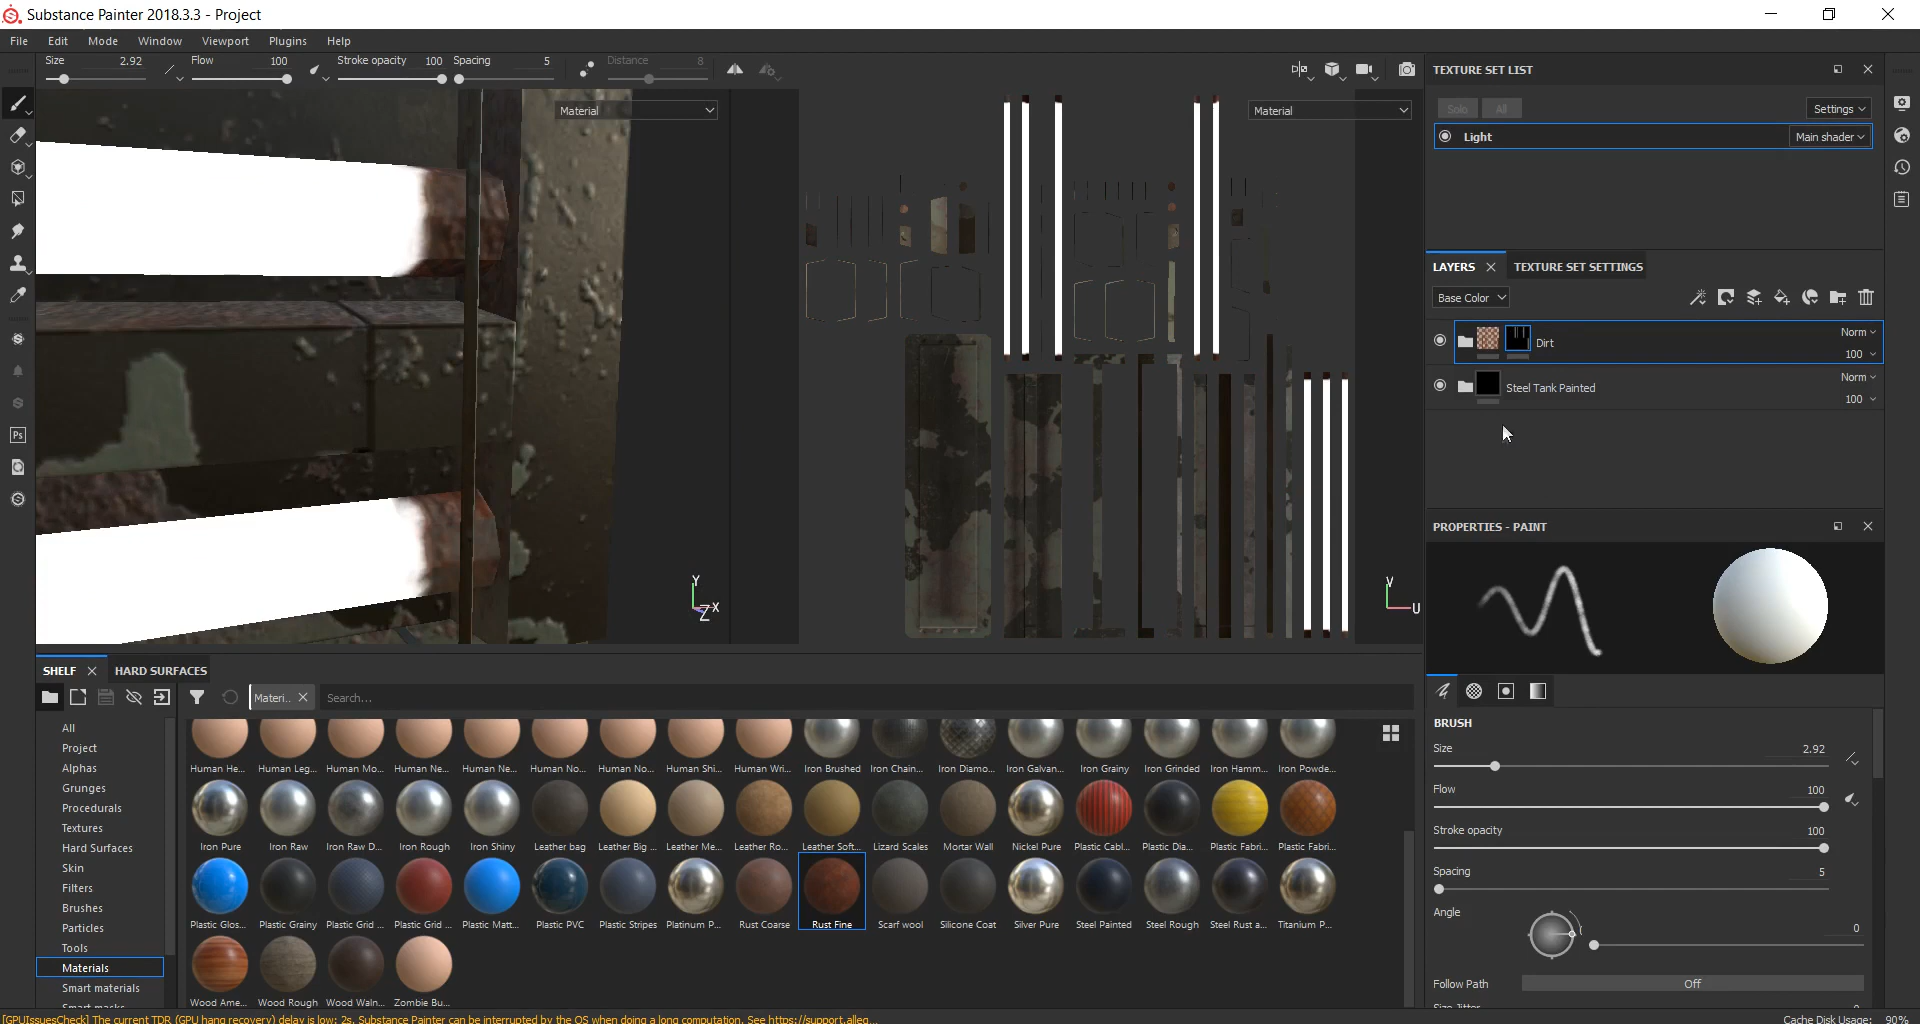 Substance Painter 2018.3.3 - Project
File Edit Mode Window Viewport Plugins Help
Size 2.92 Flow 100 Stroke opacity 100 Spacing 5 Distance 8
Material
Material
Y
X
Z
V
U
TEXTURE SET LIST
Solo All Settings
Light Main shader
LAYERS TEXTURE SET SETTINGS
Base Color
Dirt Norm
100
Steel Tank Painted Norm
100
PROPERTIES - PAINT
BRUSH
Size 2.92
Flow 100
Stroke opacity 100
Spacing 5
Angle 0
Follow Path Off
Size Jitter 0
SHELF HARD SURFACES
Materi... Search...
All
Project
Alphas
Grunges
Procedurals
Textures
Hard Surfaces
Skin
Filters
Brushes
Particles
Tools
Materials
Smart materials
Smart masks
Human He... Human Leg... Human Mo... Human Ne... Human Ne... Human No... Human No... Human Shi... Human Wri... Iron Brushed Iron Chain... Iron Diamo... Iron Galvan... Iron Grainy Iron Grinded Iron Hamm... Iron Powde...
Iron Pure Iron Raw Iron Raw D... Iron Rough Iron Shiny Leather bag Leather Big ... Leather Me... Leather Ro... Leather Soft... Lizard Scales Mortar Wall Nickel Pure Plastic Cabl... Plastic Dia... Plastic Fabri... Plastic Fabri...
Plastic Glos... Plastic Grainy Plastic Grid ... Plastic Grid ... Plastic Matt... Plastic PVC Plastic Stripes Platinum P... Rust Coarse Rust Fine Scarf wool Silicone Coat Silver Pure Steel Painted Steel Rough Steel Rust a... Titanium P...
Wood Ame... Wood Rough Wood Waln... Zombie Bu...
[GPUIssuesCheck] The current TDR (GPU hang recovery) delay is low: 2s. Substance Painter can be interrupted by the OS when doing a long computation. See https://support.alleg...
Cache Disk Usage: 90%